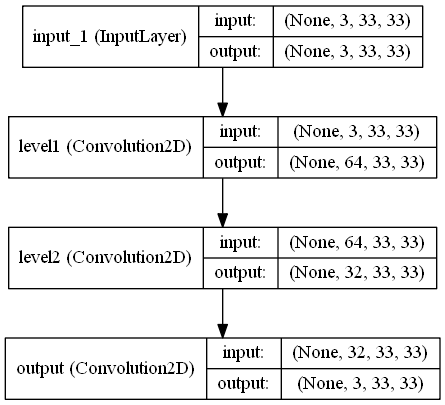 input_1 (InputLayer)
input: (None, 3, 33, 33)
output: (None, 3, 33, 33)
level1 (Convolution2D)
input: (None, 3, 33, 33)
output: (None, 64, 33, 33)
level2 (Convolution2D)
input: (None, 64, 33, 33)
output: (None, 32, 33, 33)
output (Convolution2D)
input: (None, 32, 33, 33)
output: (None, 3, 33, 33)